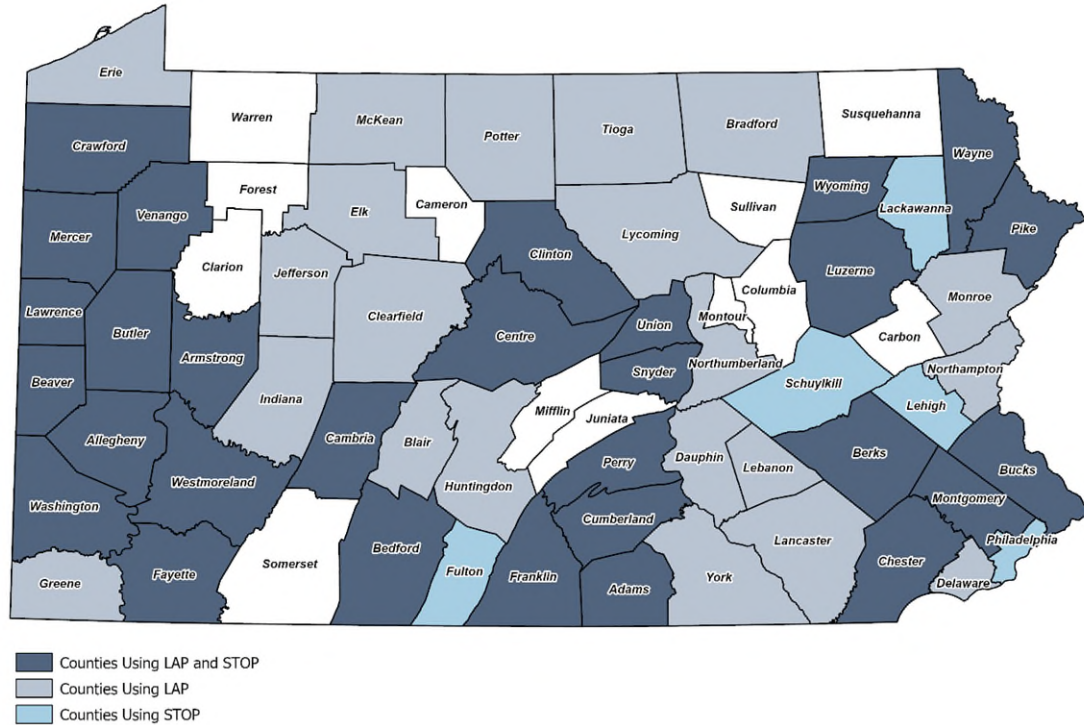 Erie
Warren
McKean
Potter
Tioga
Bradford
Susquehanna
Crawford
Wayne
Forest
Venango
Elk
Cameron
Sullivan
Wyoming
Lackawanna
Mercer
Lycoming
Pike
Clarion
Jefferson
Clinton
Luzerne
Columbia
Monroe
Lawrence
Butler
Clearfield
Montour
Union
Centre
Carbon
Armstrong
Snyder
Northumberland
Northampton
Beaver
Schuylkill
Lehigh
Indiana
Mifflin
Juniata
Allegheny
Cambria
Blair
Berks
Dauphin
Lebanon
Perry
Bucks
Westmoreland
Huntingdon
Montgomery
Washington
Cumberland
Philadelphia
Lancaster
Bedford
Somerset
Chester
Fulton
Franklin
York
Fayette
Greene
Delaware
Adams
Counties Using LAP and STOP
Counties Using LAP
Counties Using STOP